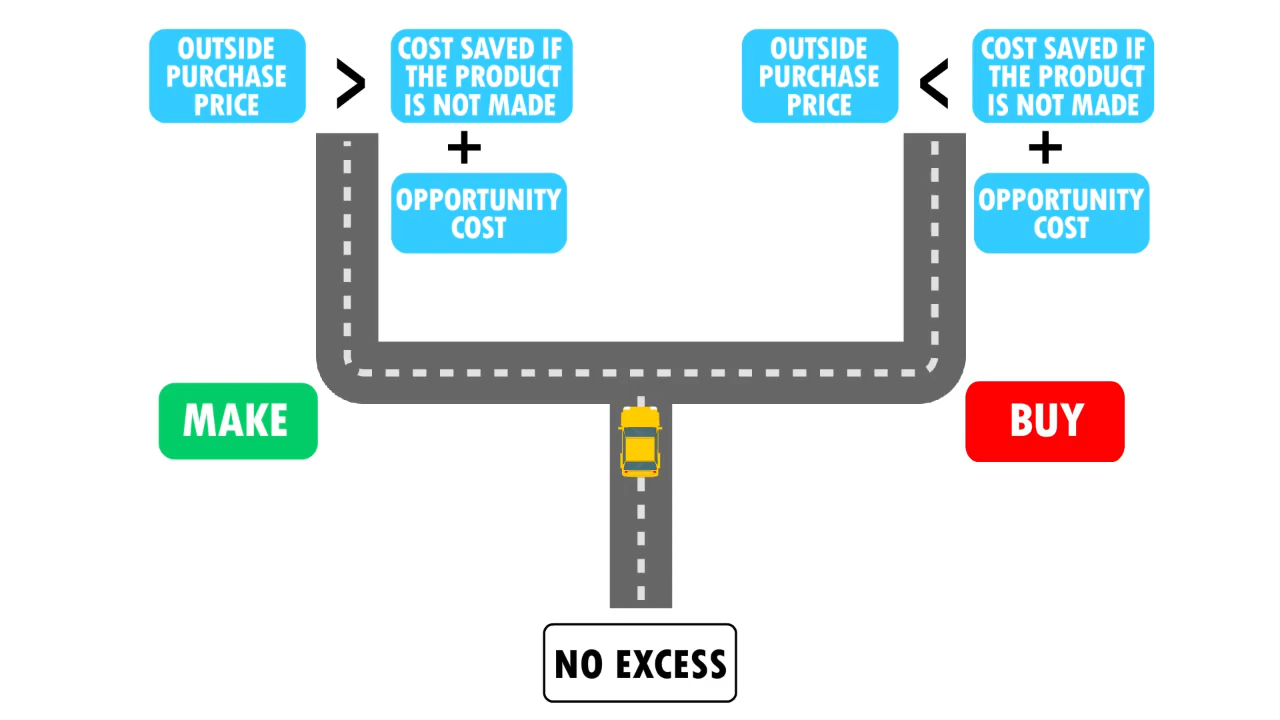 OUTSIDE
PURCHASE
PRICE
>
COST SAVED IF
THE PRODUCT
IS NOT MADE
+
OPPORTUNITY
COST
OUTSIDE
PURCHASE
PRICE
<
COST SAVED IF
THE PRODUCT
IS NOT MADE
+
OPPORTUNITY
COST
MAKE
BUY
NO EXCESS